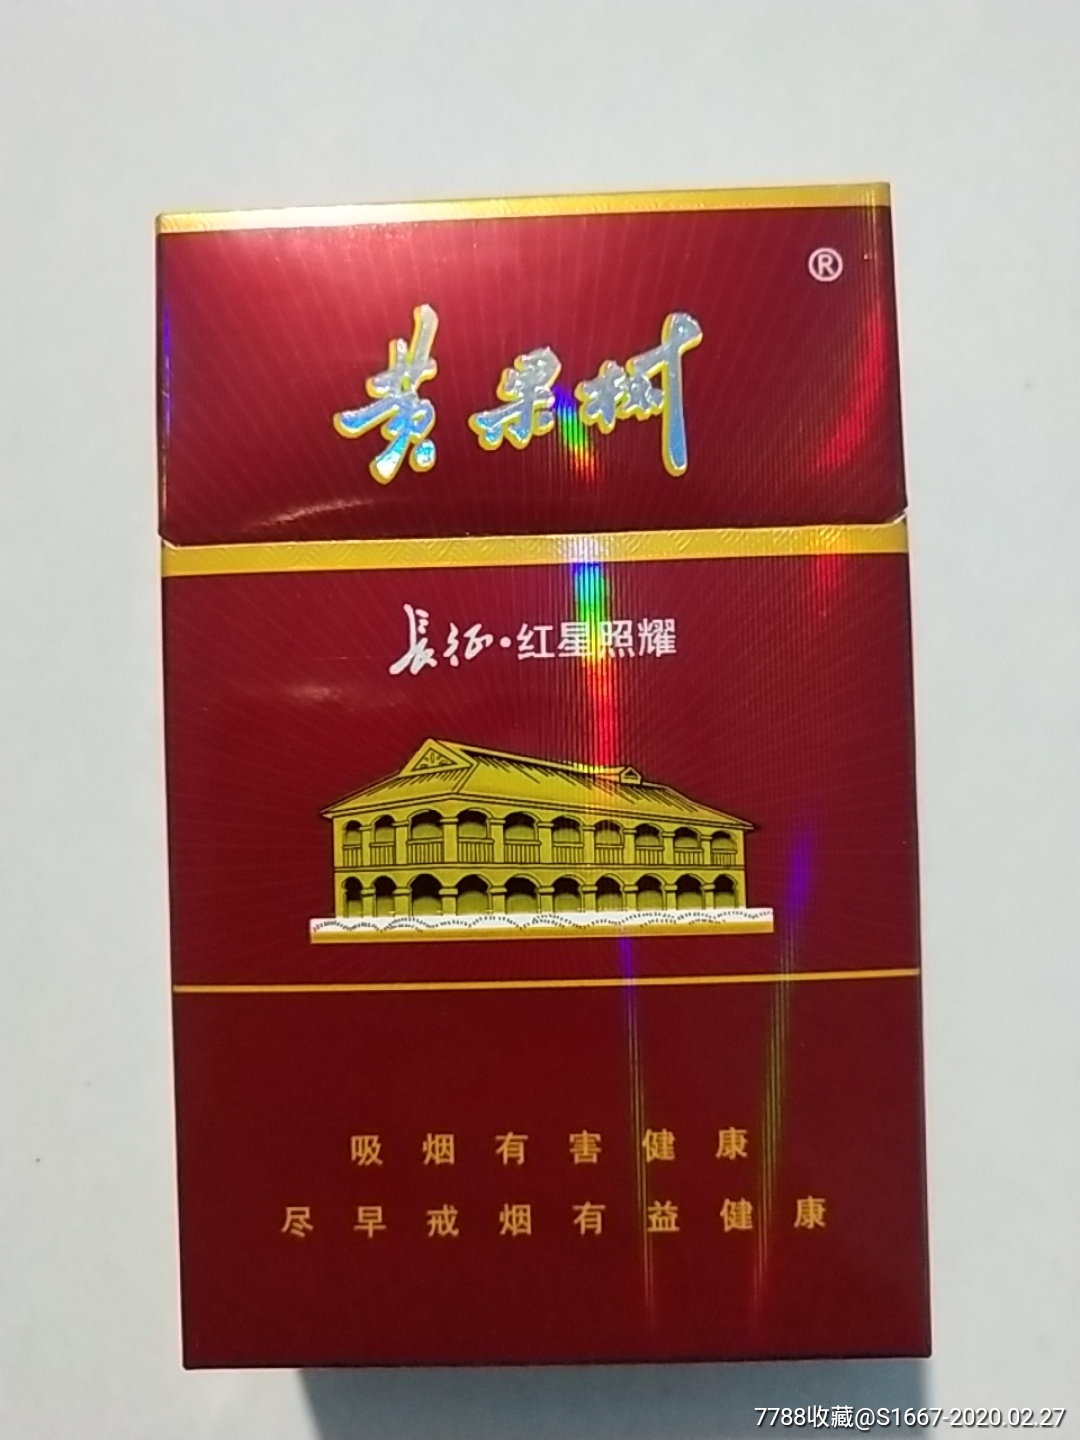 ®
黄果树
長征·红星照耀
吸烟有害健康
尽早戒烟有益健康
7788收藏@S1667-2020.02.27